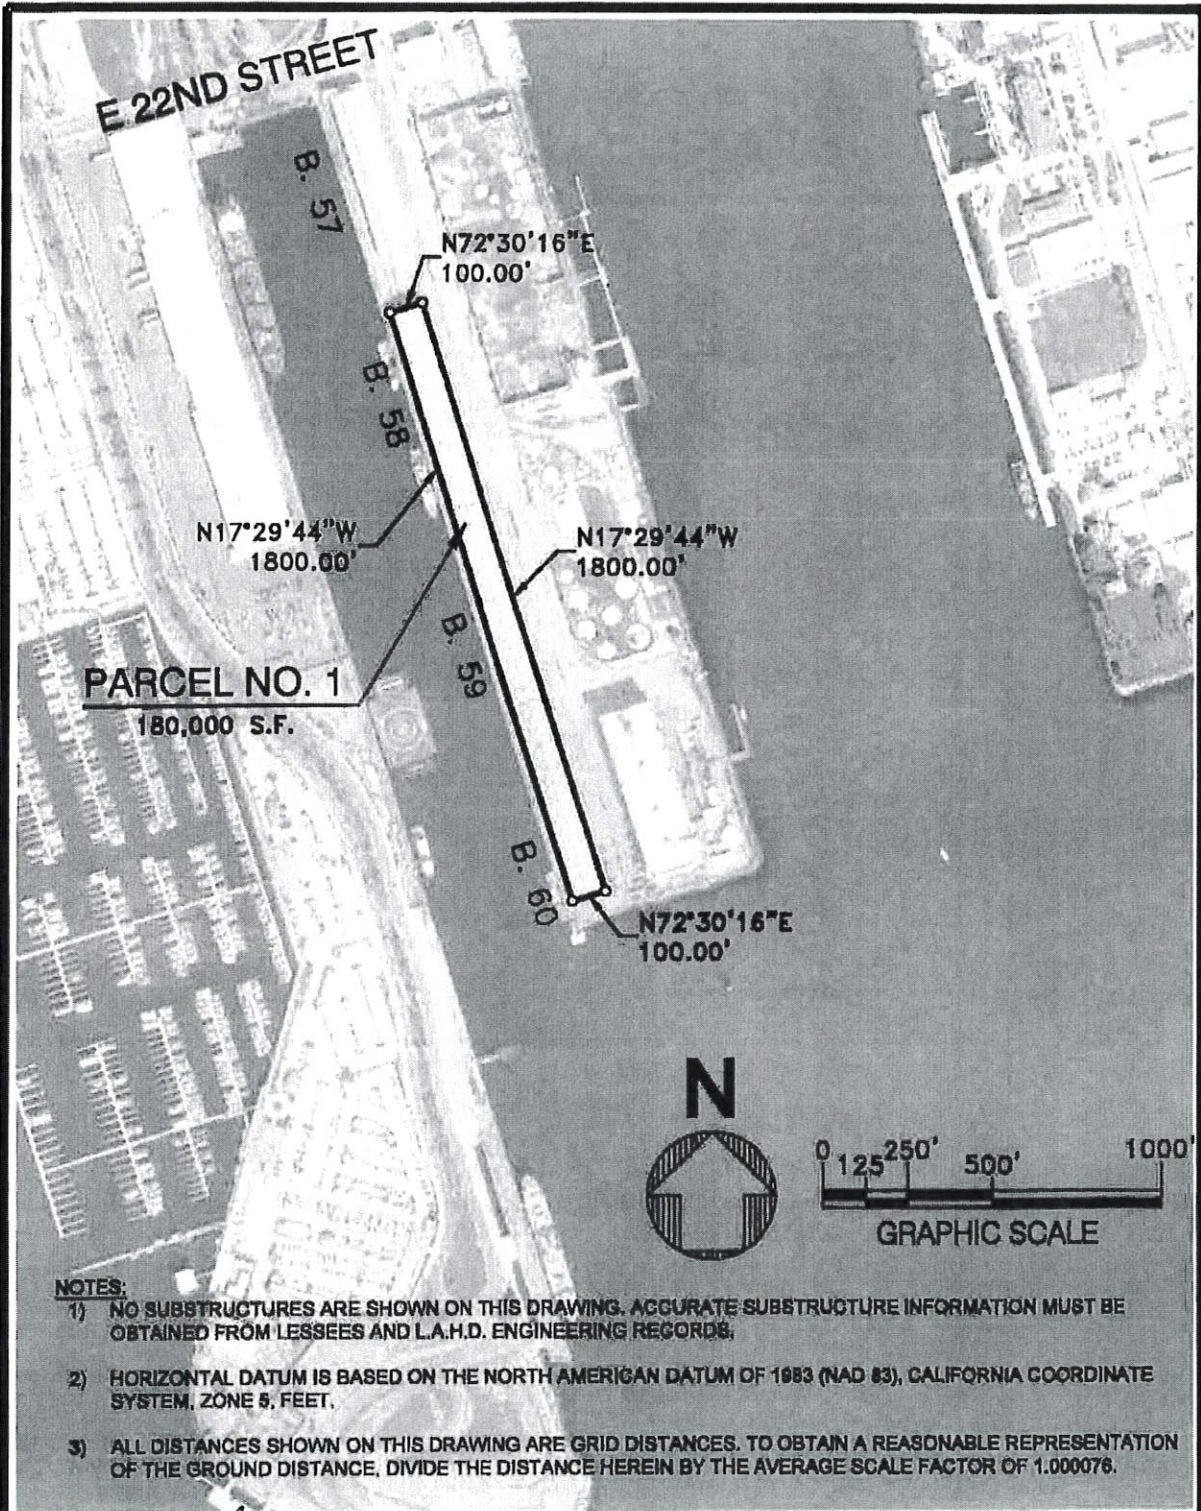 E 22ND STREET
B. 57
N72°30'16"E
100.00'
B. 58
N17°29'44"W
1800.00'
N17°29'44"W
1800.00'
B. 59
PARCEL NO. 1
180,000 S.F.
B. 60
N72°30'16"E
100.00'
N
0 125 250' 500' 1000'
GRAPHIC SCALE
NOTES:
1) NO SUBSTRUCTURES ARE SHOWN ON THIS DRAWING. ACCURATE SUBSTRUCTURE INFORMATION MUST BE
OBTAINED FROM LESSEES AND L.A.H.D. ENGINEERING RECORDS.
2) HORIZONTAL DATUM IS BASED ON THE NORTH AMERICAN DATUM OF 1983 (NAD 83), CALIFORNIA COORDINATE
SYSTEM, ZONE 5, FEET.
3) ALL DISTANCES SHOWN ON THIS DRAWING ARE GRID DISTANCES. TO OBTAIN A REASONABLE REPRESENTATION
OF THE GROUND DISTANCE, DIVIDE THE DISTANCE HEREIN BY THE AVERAGE SCALE FACTOR OF 1.000076.